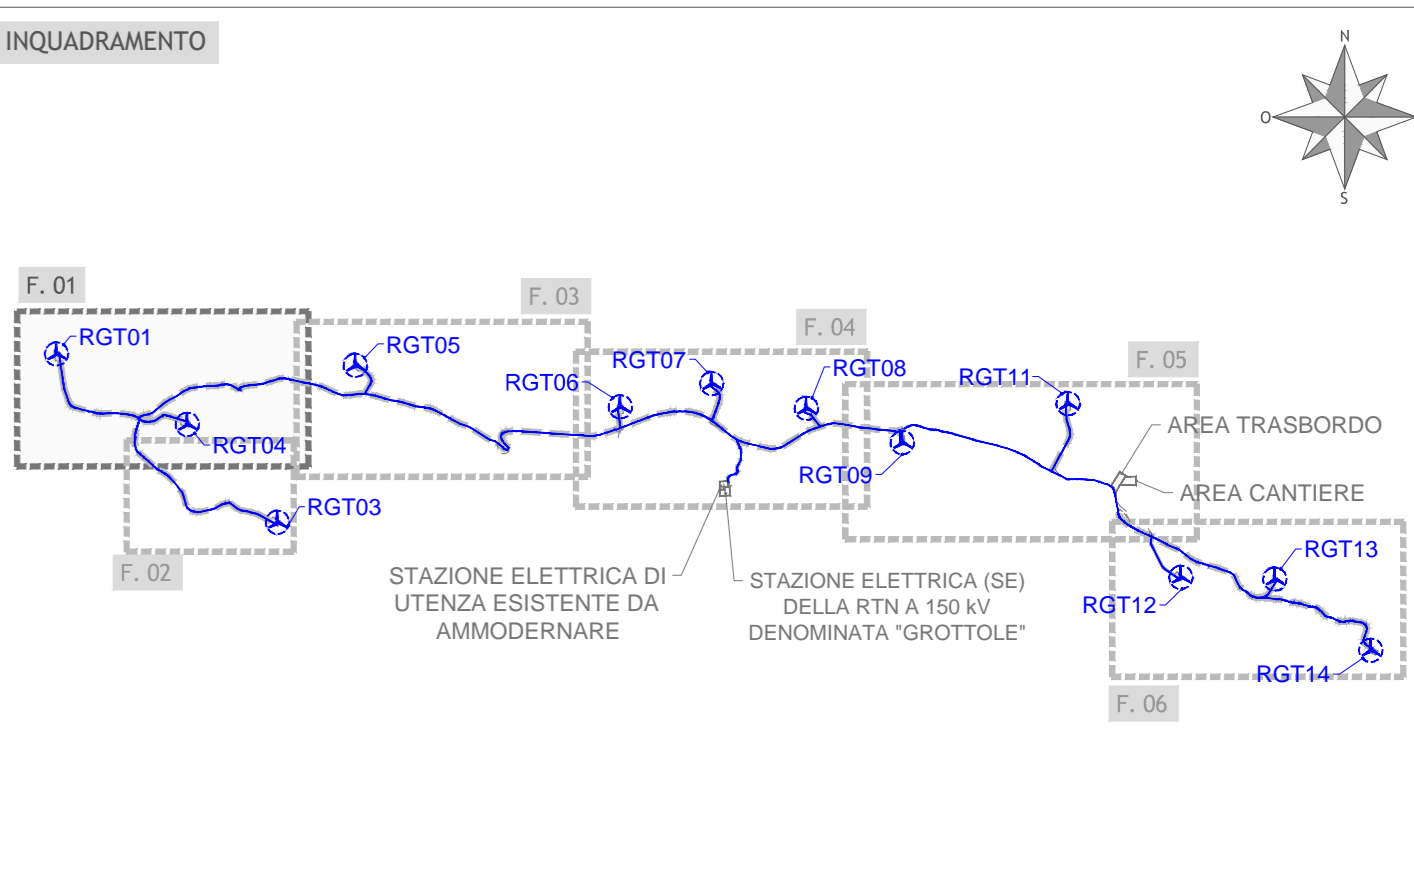 INQUADRAMENTO
N
O
S
F. 01
F. 03
F. 04
F. 05
RGT01
RGT05
RGT07
RGT06
RGT08
RGT11
RGT04
RGT09
AREA TRASBORDO
AREA CANTIERE
RGT03
F. 02
STAZIONE ELETTRICA DI
UTENZA ESISTENTE DA
AMMODERNARE
STAZIONE ELETTRICA (SE)
DELLA RTN A 150 kV
DENOMINATA "GROTTOLE"
RGT13
RGT12
RGT14
F. 06